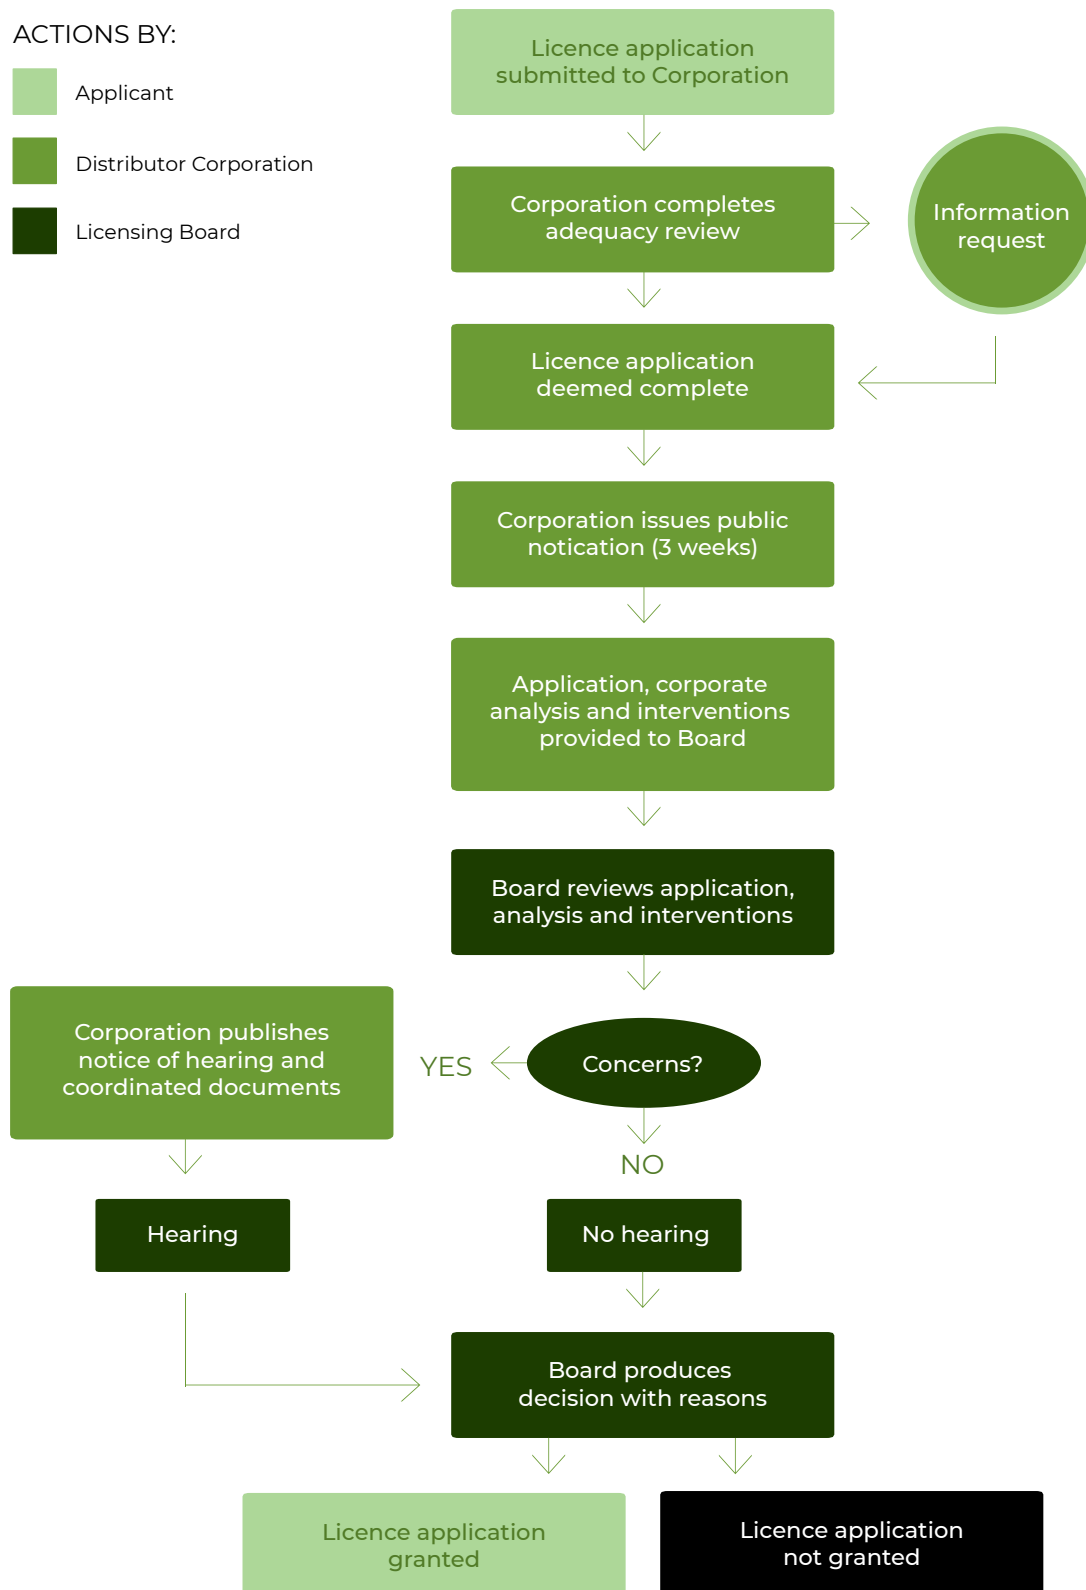 ACTIONS BY:
Applicant
Distributor Corporation
Licensing Board
Licence application
submitted to Corporation
Corporation completes
adequacy review
Information
request
Licence application
deemed complete
Corporation issues public
notication (3 weeks)
Application, corporate
analysis and interventions
provided to Board
Board reviews application,
analysis and interventions
Concerns?
YES
Corporation publishes
notice of hearing and
coordinated documents
NO
Hearing
No hearing
Board produces
decision with reasons
Licence application
granted
Licence application
not granted